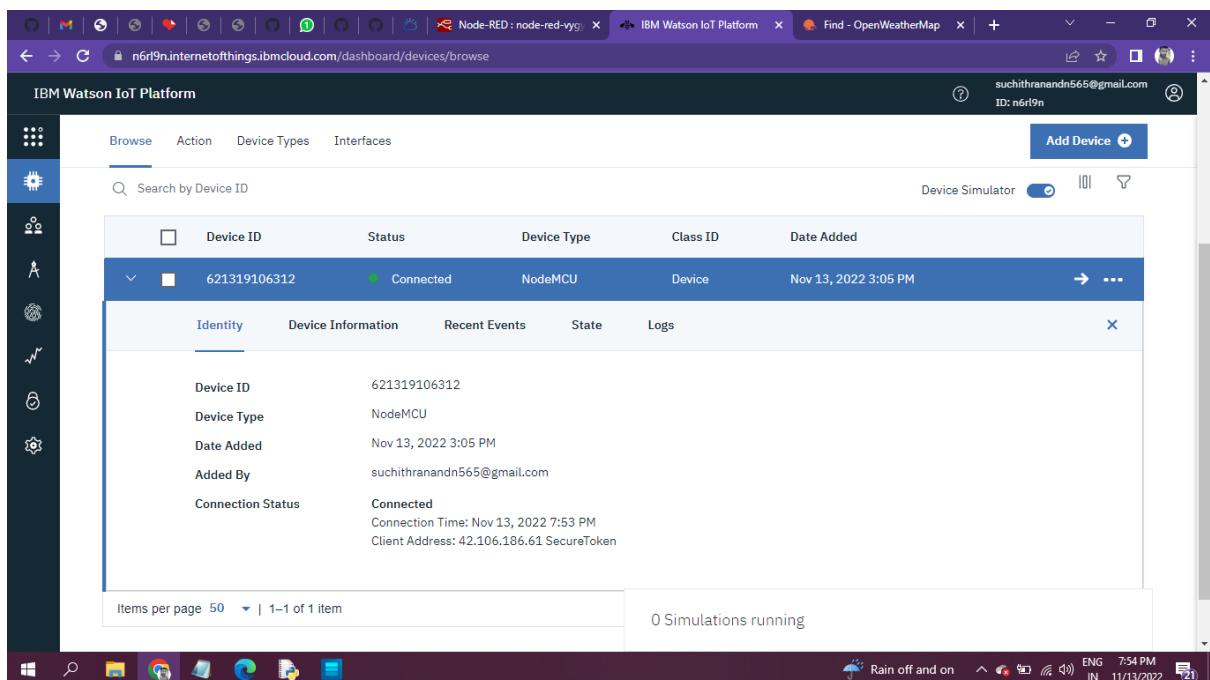 Node-RED : node-red-vyg
IBM Watson IoT Platform
Find - OpenWeatherMap
n6rl9n.internetofthings.ibmcloud.com/dashboard/devices/browse
IBM Watson IoT Platform
suchithranandn565@gmail.com
ID: n6rl9n
Browse Action Device Types Interfaces
Add Device
Search by Device ID
Device Simulator
Device ID Status Device Type Class ID Date Added
621319106312 Connected NodeMCU Device Nov 13, 2022 3:05 PM
Identity Device Information Recent Events State Logs
Device ID 621319106312
Device Type NodeMCU
Date Added Nov 13, 2022 3:05 PM
Added By suchithranandn565@gmail.com
Connection Status Connected
Connection Time: Nov 13, 2022 7:53 PM
Client Address: 42.106.186.61 SecureToken
Items per page 50 | 1–1 of 1 item
0 Simulations running
Rain off and on
ENG 7:54 PM
IN 11/13/2022
21